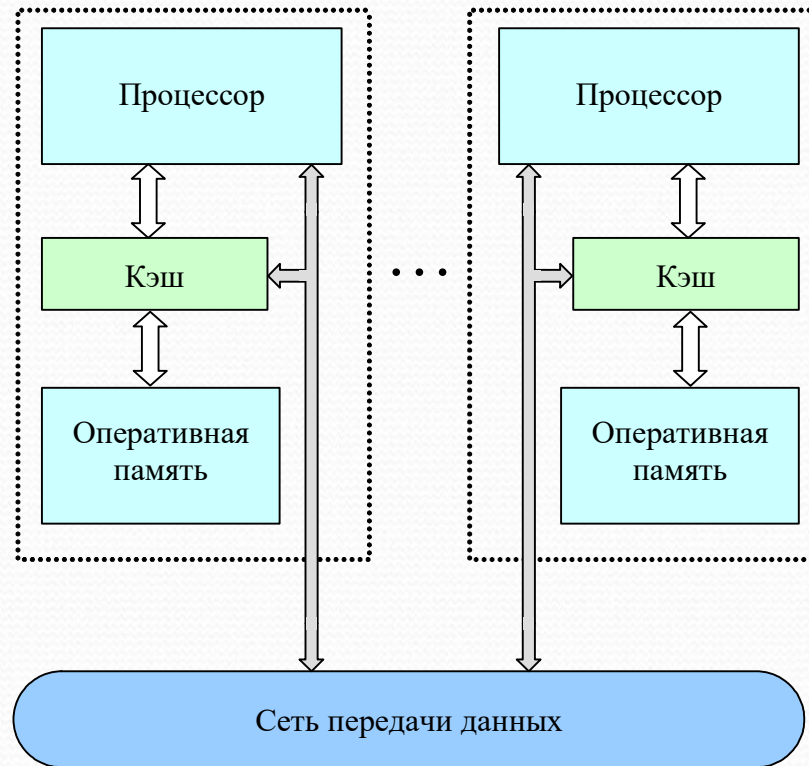 Процессор
Процессор
Кэш
. . .
Кэш
Оперативная
память
Оперативная
память
Сеть передачи данных